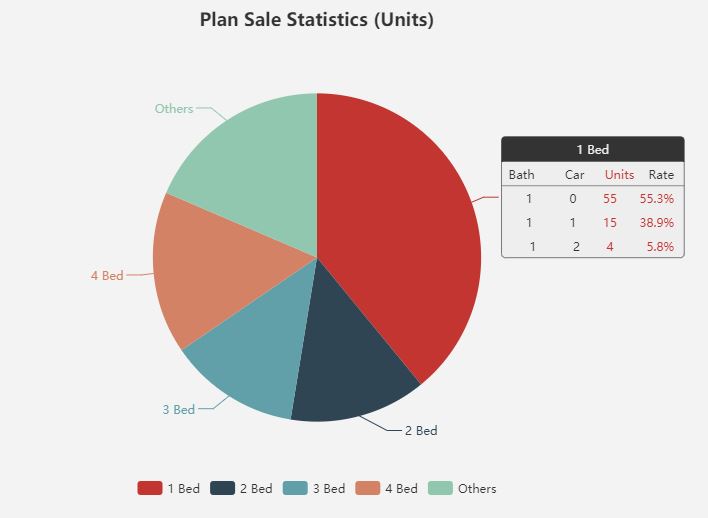 Plan Sale Statistics (Units)
Others
1 Bed
Bath Car Units Rate
1 0 55 55.3%
1 1 15 38.9%
1 2 4 5.8%
4 Bed
3 Bed
2 Bed
1 Bed 2 Bed 3 Bed 4 Bed Others